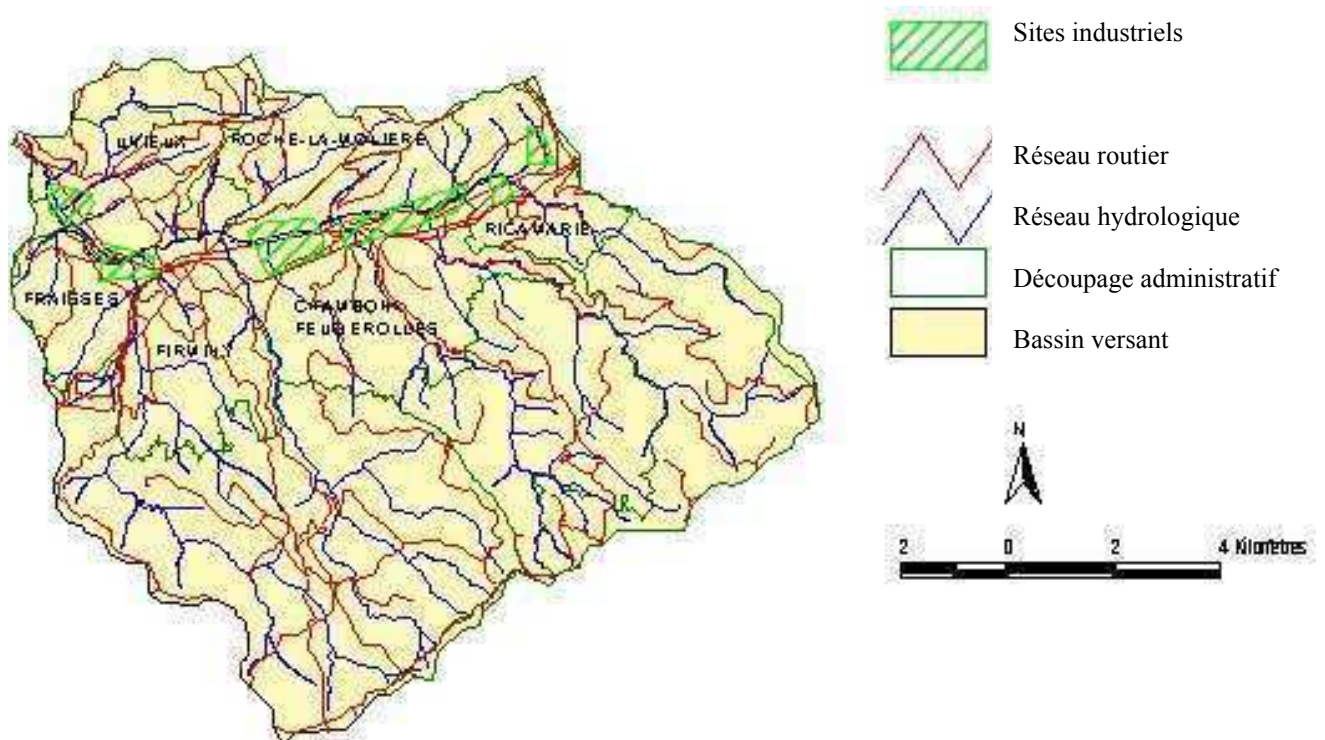 Sites industriels
Réseau routier
Réseau hydrologique
Découpage administratif
Bassin versant
ROCHE-LA-MOLIERE
RICAMARIE
FRAISSES
CHAMBON
FEUGEROLLES
FIRMINY
N
2 0 2 4 Kilomètres